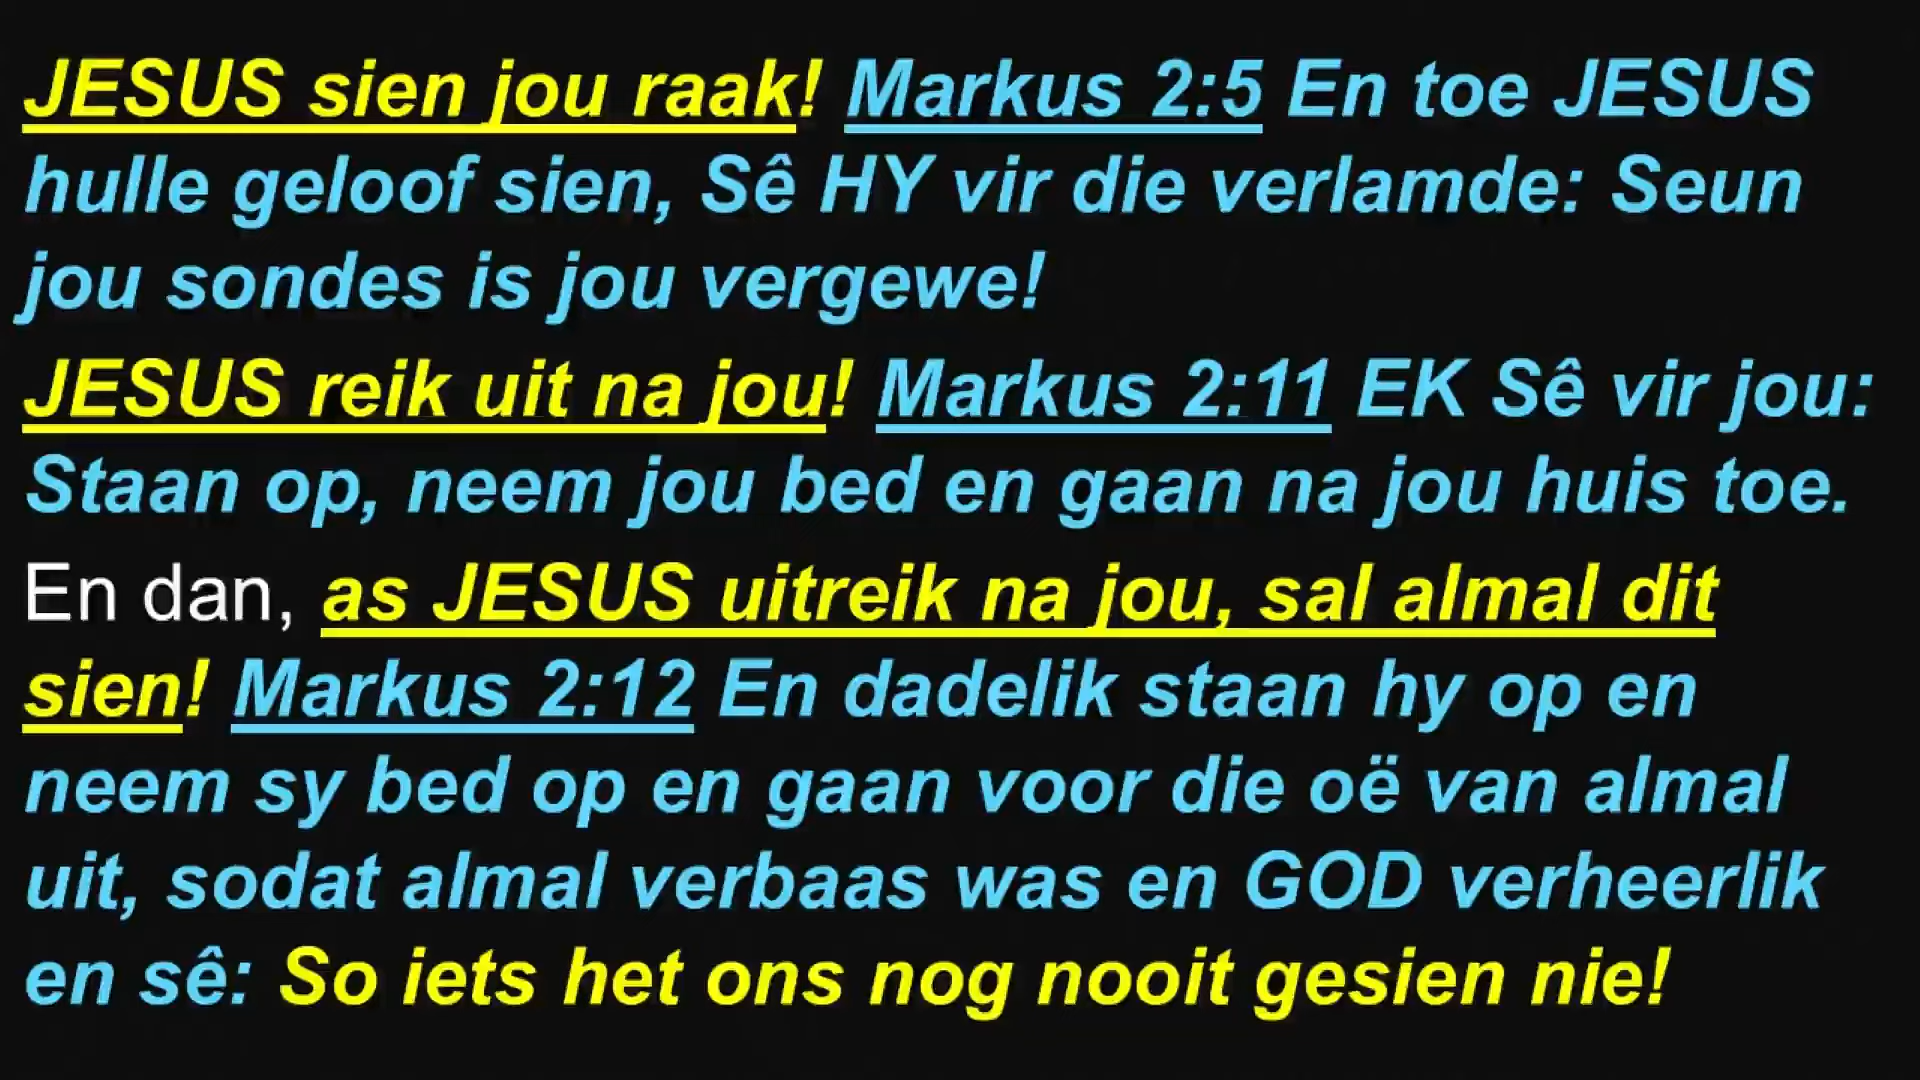 JESUS sien jou raak! Markus 2:5 En toe JESUS
hulle geloof sien, Sê HY vir die verlamde: Seun
jou sondes is jou vergewe!
JESUS reik uit na jou! Markus 2:11 EK Sê vir jou:
Staan op, neem jou bed en gaan na jou huis toe.
En dan, as JESUS uitreik na jou, sal almal dit
sien! Markus 2:12 En dadelik staan hy op en
neem sy bed op en gaan voor die oë van almal
uit, sodat almal verbaas was en GOD verheerlik
en sê: So iets het ons nog nooit gesien nie!